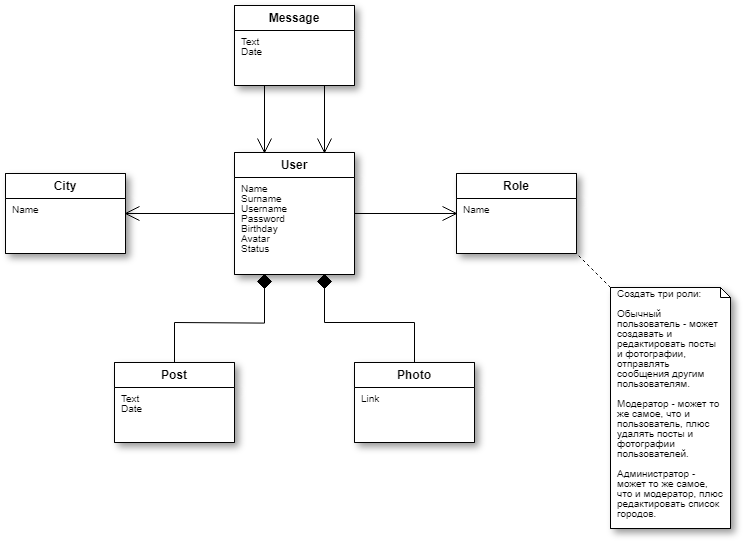 Message
Text
Date
User
Name
Surname
Username
Password
Birthday
Avatar
Status
City
Name
Role
Name
Post
Text
Date
Photo
Link
Создать три роли:
Обычный
пользователь - может
создавать и
редактировать посты
и фотографии,
отправлять
сообщения другим
пользователям.
Модератор - может то
же самое, что и
пользователь, плюс
удалять посты и
фотографии
пользователей.
Администратор -
может то же самое,
что и модератор, плюс
редактировать список
городов.